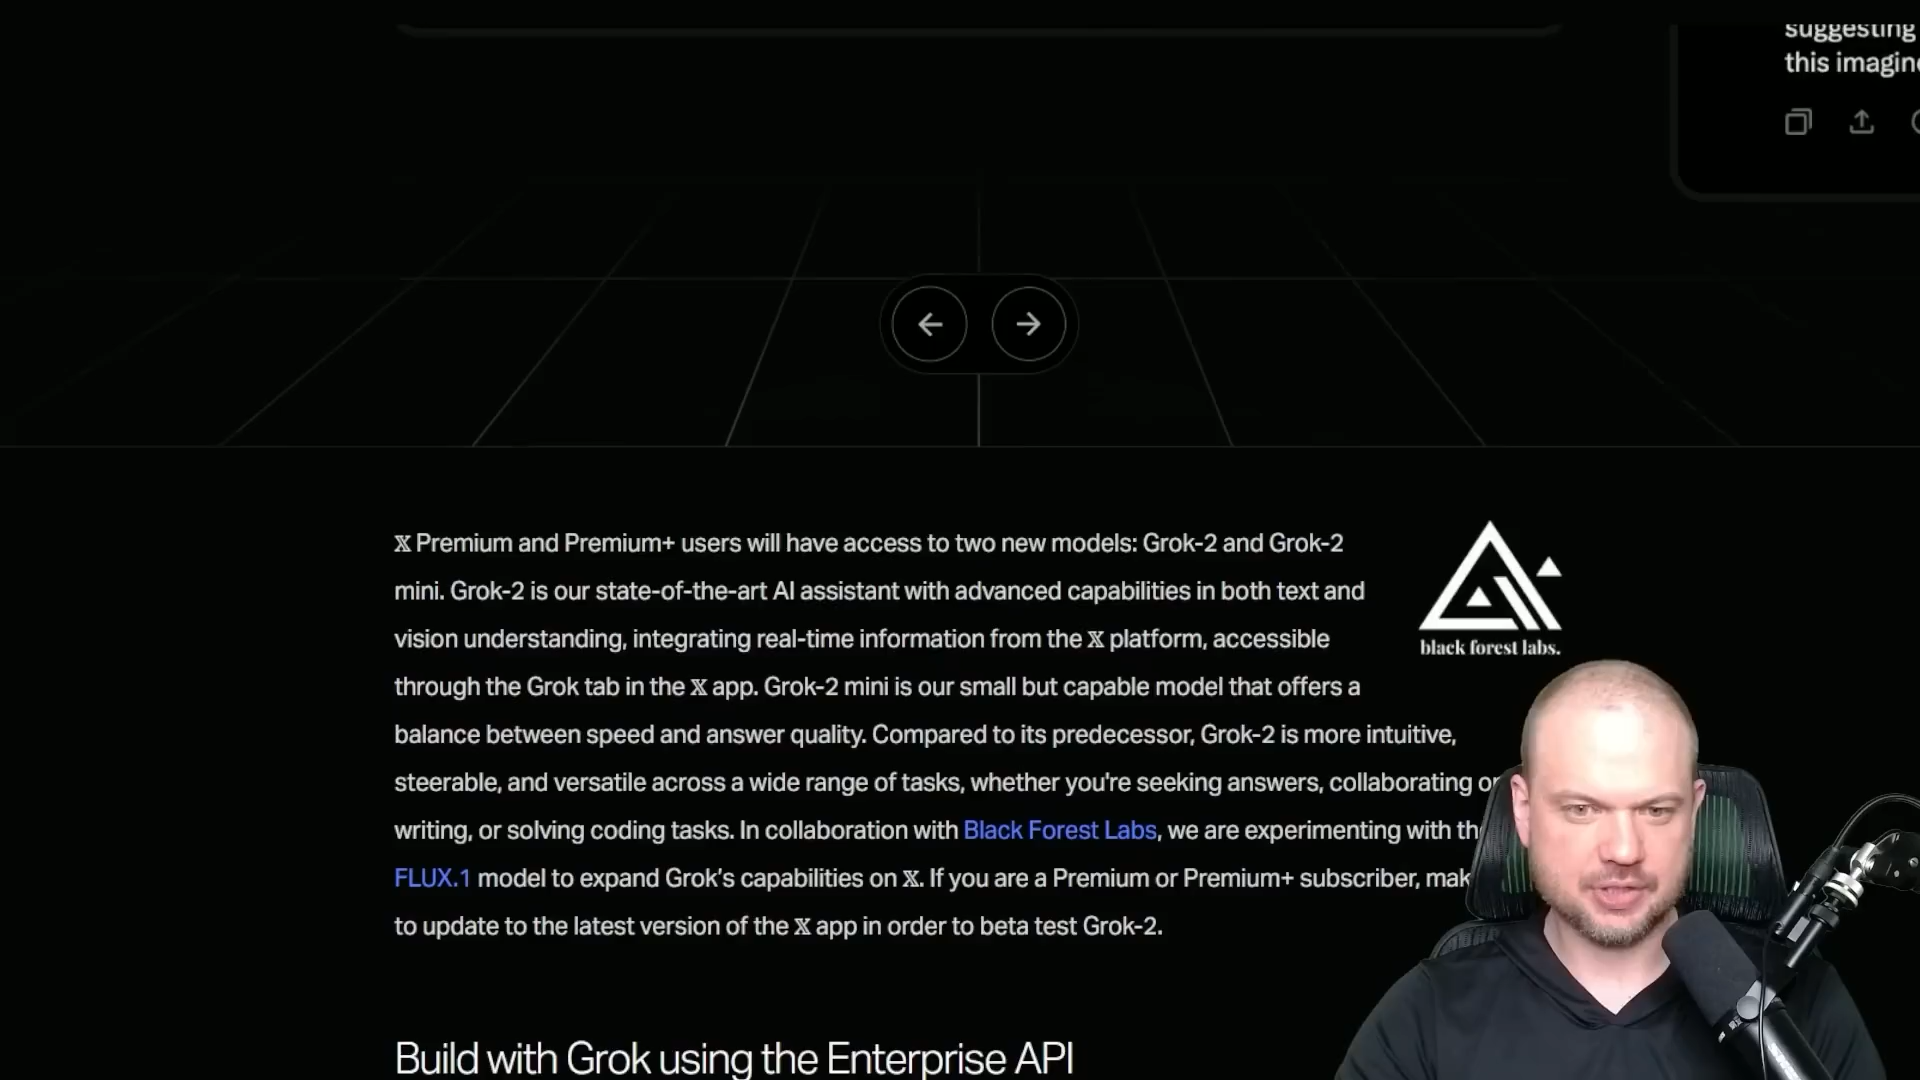 suggesting
this imagin
𝕏 Premium and Premium+ users will have access to two new models: Grok-2 and Grok-2
mini. Grok-2 is our state-of-the-art AI assistant with advanced capabilities in both text and
vision understanding, integrating real-time information from the 𝕏 platform, accessible
through the Grok tab in the 𝕏 app. Grok-2 mini is our small but capable model that offers a
balance between speed and answer quality. Compared to its predecessor, Grok-2 is more intuitive,
steerable, and versatile across a wide range of tasks, whether you're seeking answers, collaborating on
writing, or solving coding tasks. In collaboration with Black Forest Labs, we are experimenting with th
FLUX.1 model to expand Grok’s capabilities on 𝕏. If you are a Premium or Premium+ subscriber, mak
to update to the latest version of the 𝕏 app in order to beta test Grok-2.
black forest labs.
Build with Grok using the Enterprise API